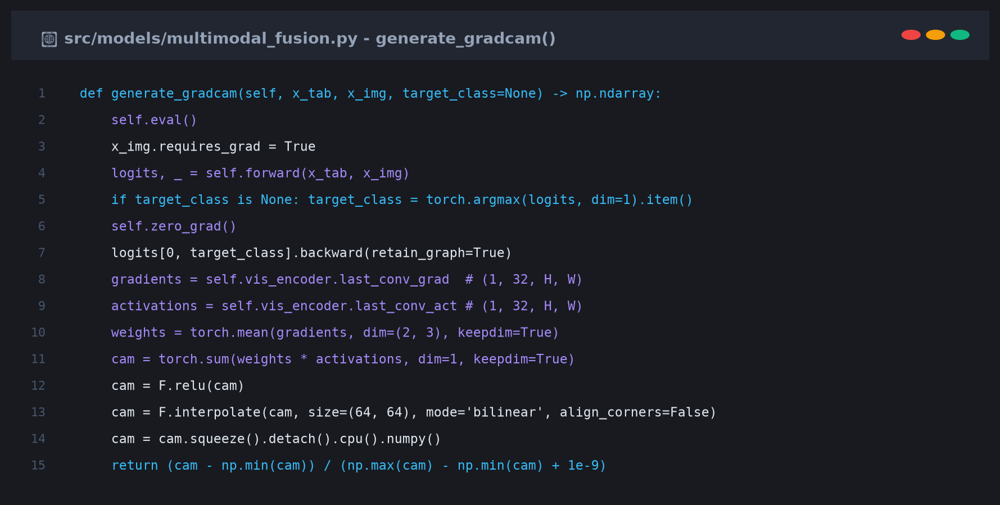 src/models/multimodal_fusion.py - generate_gradcam()
1 def generate_gradcam(self, x_tab, x_img, target_class=None) -> np.ndarray:
2 self.eval()
3 x_img.requires_grad = True
4 logits, _ = self.forward(x_tab, x_img)
5 if target_class is None: target_class = torch.argmax(logits, dim=1).item()
6 self.zero_grad()
7 logits[0, target_class].backward(retain_graph=True)
8 gradients = self.vis_encoder.last_conv_grad  # (1, 32, H, W)
9 activations = self.vis_encoder.last_conv_act # (1, 32, H, W)
10 weights = torch.mean(gradients, dim=(2, 3), keepdim=True)
11 cam = torch.sum(weights * activations, dim=1, keepdim=True)
12 cam = F.relu(cam)
13 cam = F.interpolate(cam, size=(64, 64), mode='bilinear', align_corners=False)
14 cam = cam.squeeze().detach().cpu().numpy()
15 return (cam - np.min(cam)) / (np.max(cam) - np.min(cam) + 1e-9)